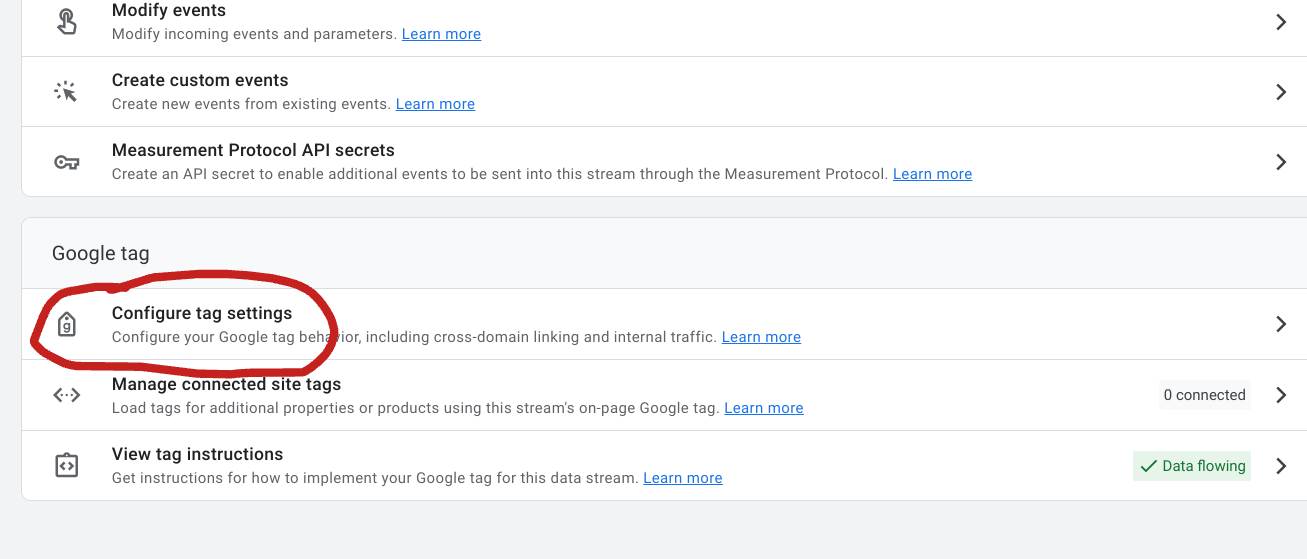 Modify events
Modify incoming events and parameters. Learn more
Create custom events
Create new events from existing events. Learn more
Measurement Protocol API secrets
Create an API secret to enable additional events to be sent into this stream through the Measurement Protocol. Learn more
Google tag
g
Configure tag settings
Configure your Google tag behavior, including cross-domain linking and internal traffic. Learn more
Manage connected site tags
Load tags for additional properties or products using this stream's on-page Google tag. Learn more
0 connected
View tag instructions
Get instructions for how to implement your Google tag for this data stream. Learn more
Data flowing